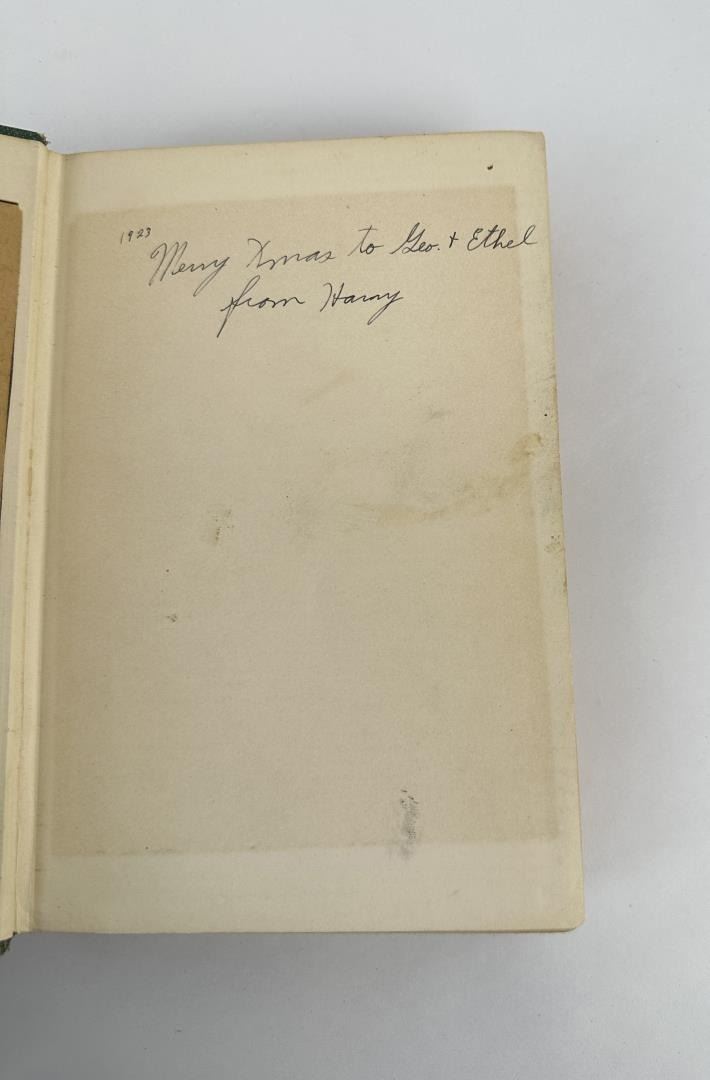 1923
Merry Xmas to Geo. + Ethel
from Harry